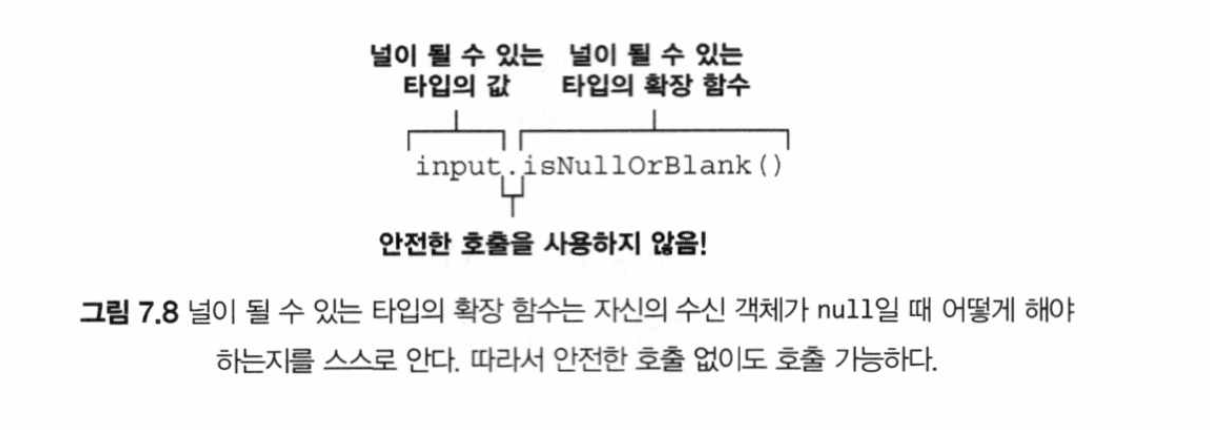 널이 될 수 있는 널이 될 수 있는
타입의 값 타입의 확장 함수
input.isNullOrBlank()
안전한 호출을 사용하지 않음!
그림 7.8 널이 될 수 있는 타입의 확장 함수는 자신의 수신 객체가 null일 때 어떻게 해야
하는지를 스스로 안다. 따라서 안전한 호출 없이도 호출 가능하다.